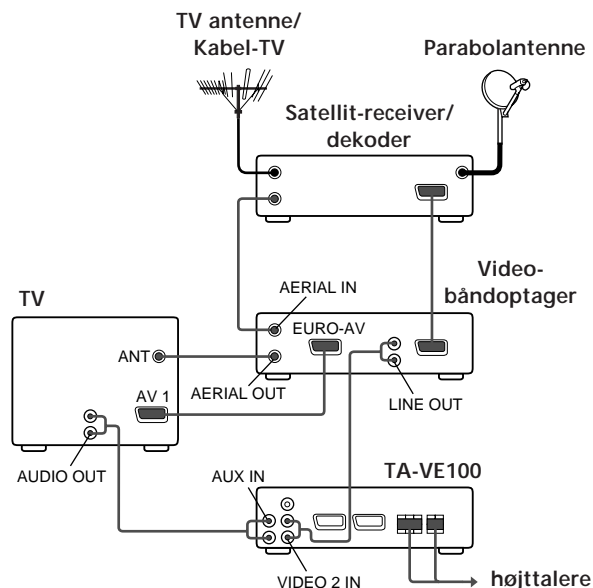 TV antenne/
Kabel-TV
Parabolantenne
Satellit-receiver/
dekoder
Video-
båndoptager
AERIAL IN
TV
EURO-AV
ANT
AV 1
AERIAL OUT
LINE OUT
AUDIO OUT
AUX IN
TA-VE100
VIDEO 2 IN
højttalere